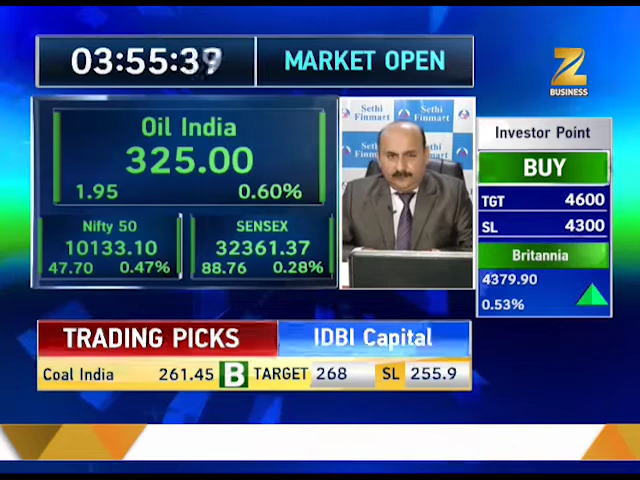 03:55:39
MARKET OPEN
Z
BUSINESS
Oil India
325.00
1.95 0.60%
Nifty 50
10133.10
47.70 0.47%
SENSEX
32361.37
88.76 0.28%
Sethi
Finmart
Sethi
Finmart
Sethi
Investor Point
BUY
TGT 4600
SL 4300
Britannia
4379.90
0.53%
TRADING PICKS
IDBI Capital
Coal India 261.45 B TARGET 268 SL 255.9